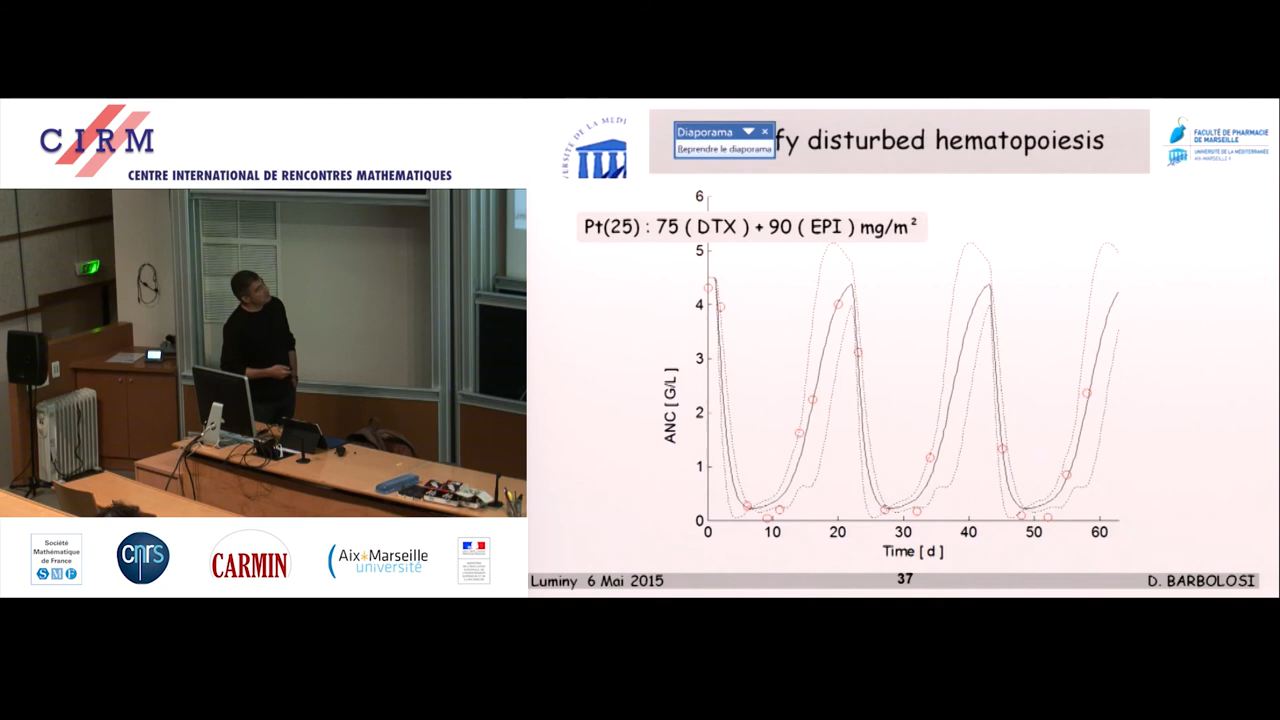 CIRM
CENTRE INTERNATIONAL DE RENCONTRES MATHEMATIQUES
Diaporama
Reprendre le diaporama
fy disturbed hematopoiesis
FACULTÉ DE PHARMACIE
DE MARSEILLE
UNIVERSITÉ DE LA MÉDITERRANÉE
AIX-MARSEILLE II
Pt(25) : 75 ( DTX ) + 90 ( EPI ) mg/m²
6
5
4
3
2
1
0
ANC [ G/L ]
0 10 20 30 40 50 60
Time [ d ]
Luminy 6 Mai 2015
37
D. BARBOLOSI
Société
Mathématique
de France
SMF
cnrs
CARMIN
Aix*Marseille
université